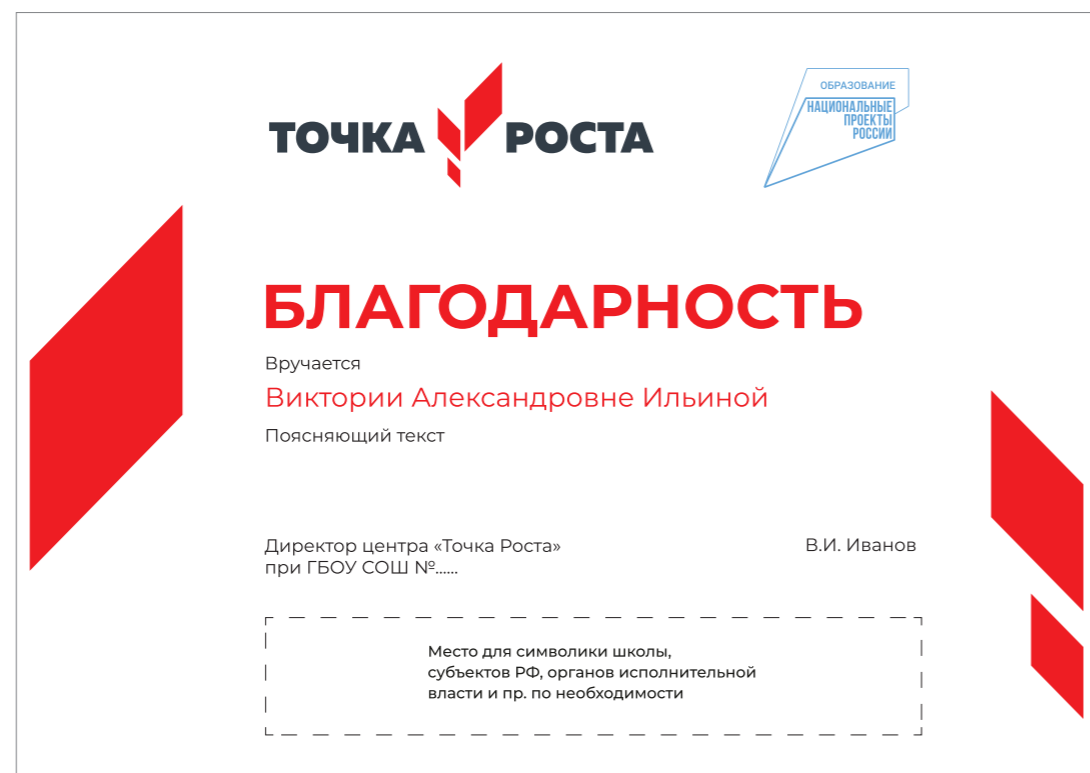 ТОЧКА РОСТА
ОБРАЗОВАНИЕ
НАЦИОНАЛЬНЫЕ
ПРОЕКТЫ
РОССИИ
БЛАГОДАРНОСТЬ
Вручается
Виктории Александровне Ильиной
Поясняющий текст
Директор центра «Точка Роста» В.И. Иванов
при ГБОУ СОШ №......
Место для символики школы,
субъектов РФ, органов исполнительной
власти и пр. по необходимости